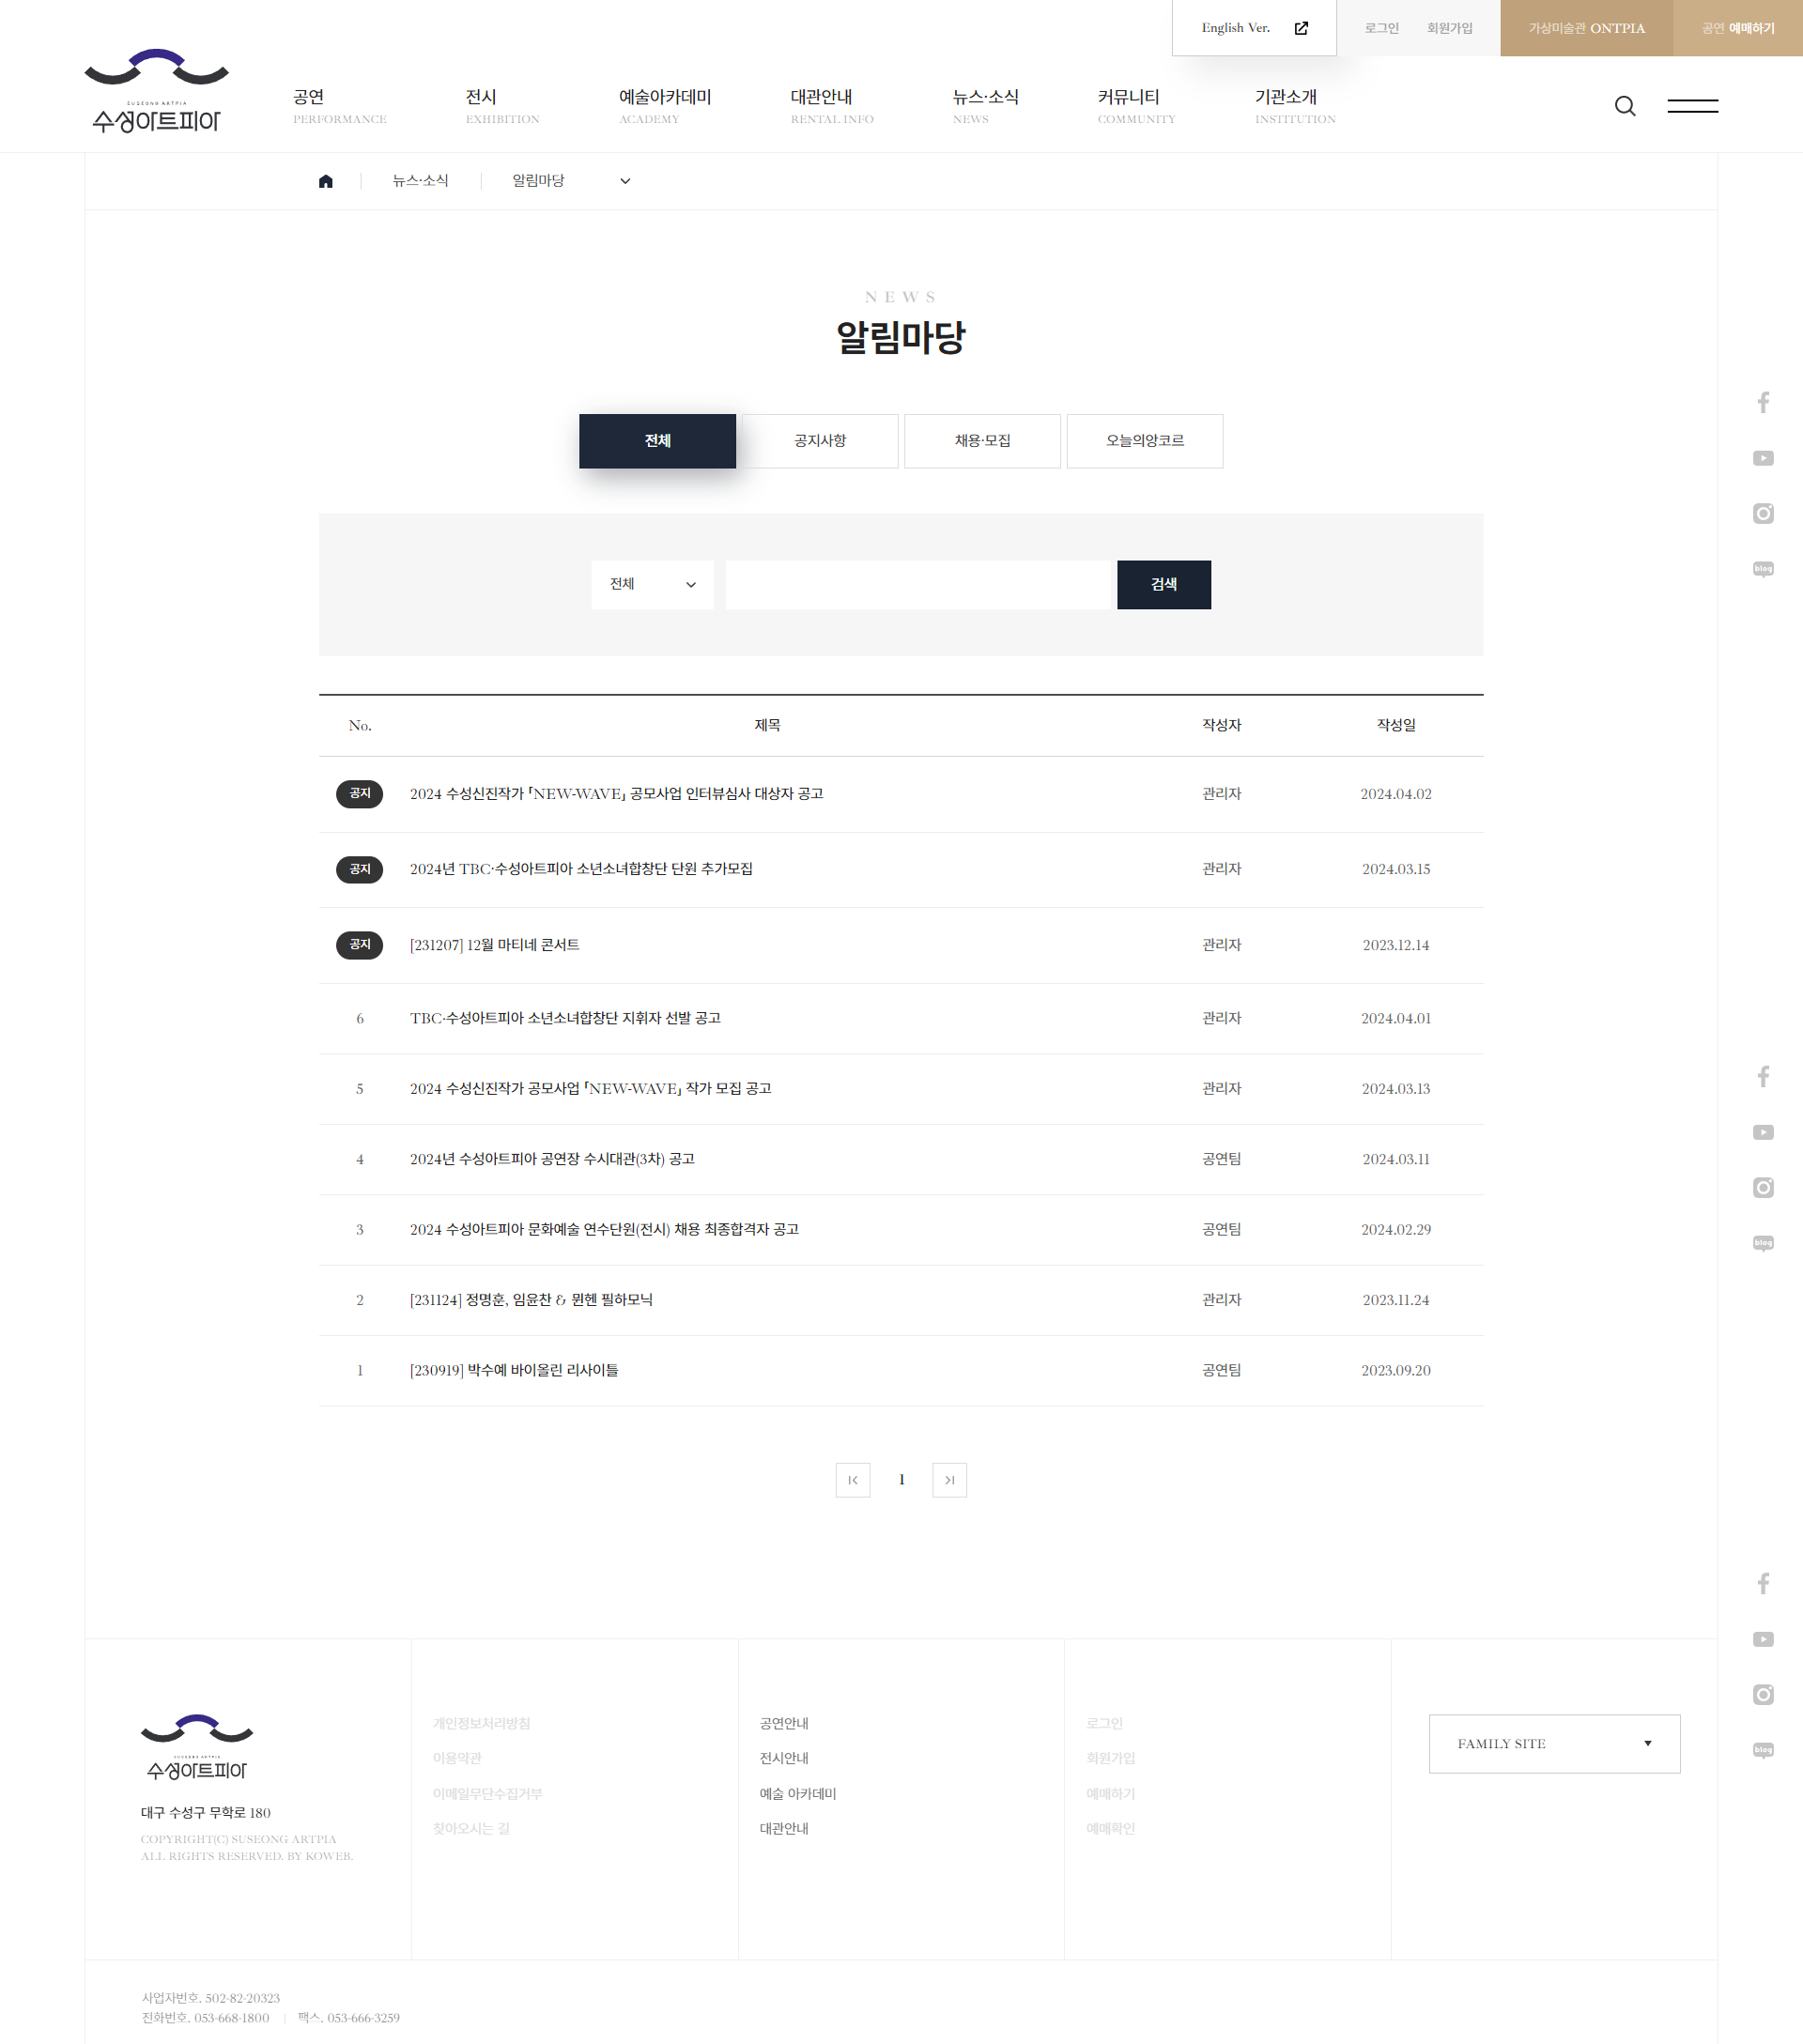 English Ver.
로그인 회원가입
가상미술관 ONTPIA
공연 예매하기
SUSEONG ARTPIA
수성아트피아
공연 전시 예술아카데미 대관안내 뉴스·소식 커뮤니티 기관소개
PERFORMANCE EXHIBITION ACADEMY RENTAL INFO NEWS COMMUNITY INSTITUTION
뉴스·소식 알림마당
NEWS
알림마당
전체 공지사항 채용·모집 오늘의앙코르
전체 검색
No. 제목 작성자 작성일
공지 2024 수성신진작가 「NEW-WAVE」 공모사업 인터뷰심사 대상자 공고 관리자 2024.04.02
공지 2024년 TBC·수성아트피아 소년소녀합창단 단원 추가모집 관리자 2024.03.15
공지 [231207] 12월 마티네 콘서트 관리자 2023.12.14
6 TBC·수성아트피아 소년소녀합창단 지휘자 선발 공고 관리자 2024.04.01
5 2024 수성신진작가 공모사업 「NEW-WAVE」 작가 모집 공고 관리자 2024.03.13
4 2024년 수성아트피아 공연장 수시대관(3차) 공고 공연팀 2024.03.11
3 2024 수성아트피아 문화예술 연수단원(전시) 채용 최종합격자 공고 공연팀 2024.02.29
2 [231124] 정명훈, 임윤찬 & 뮌헨 필하모닉 관리자 2023.11.24
1 [230919] 박수예 바이올린 리사이틀 공연팀 2023.09.20
1
blog
blog
blog
SUSEONG ARTPIA
수성아트피아
대구 수성구 무학로 180
COPYRIGHT(C) SUSEONG ARTPIA
ALL RIGHTS RESERVED. BY KOWEB.
개인정보처리방침
이용약관
이메일무단수집거부
찾아오시는 길
공연안내
전시안내
예술 아카데미
대관안내
로그인
회원가입
예매하기
예매확인
FAMILY SITE
사업자번호. 502-82-20323
전화번호. 053-668-1800 | 팩스. 053-666-3259